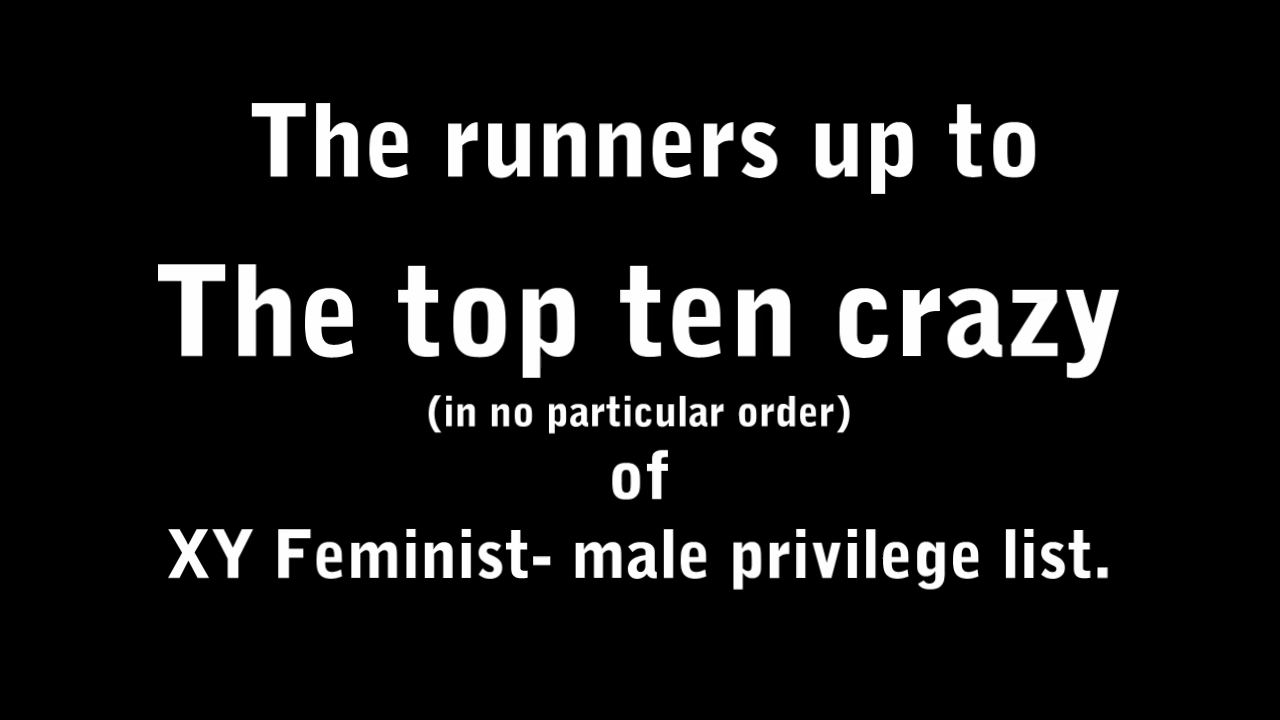 The runners up to
The top ten crazy
(in no particular order)
of
XY Feminist- male privilege list.